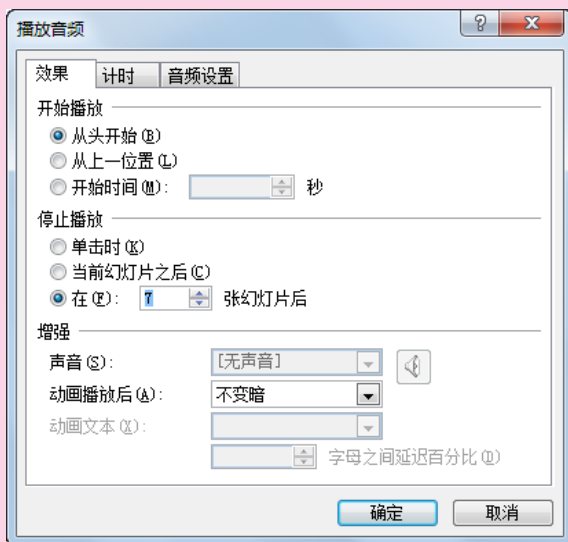 播放音频
效果 计时 音频设置
开始播放
从头开始(B)
从上一位置(L)
开始时间(M): 秒
停止播放
单击时(K)
当前幻灯片之后(C)
在(F): 7 张幻灯片后
增强
声音(S): [无声音]
动画播放后(A): 不变暗
动画文本(X):
字母之间延迟百分比(D)
确定 取消